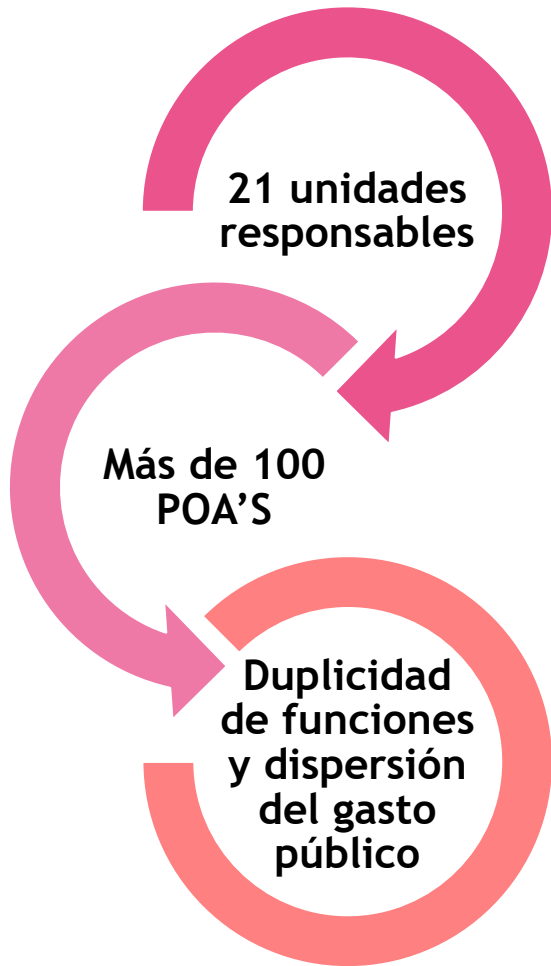 21 unidades
responsables
Más de 100
POA’S
Duplicidad
de funciones
y dispersión
del gasto
público